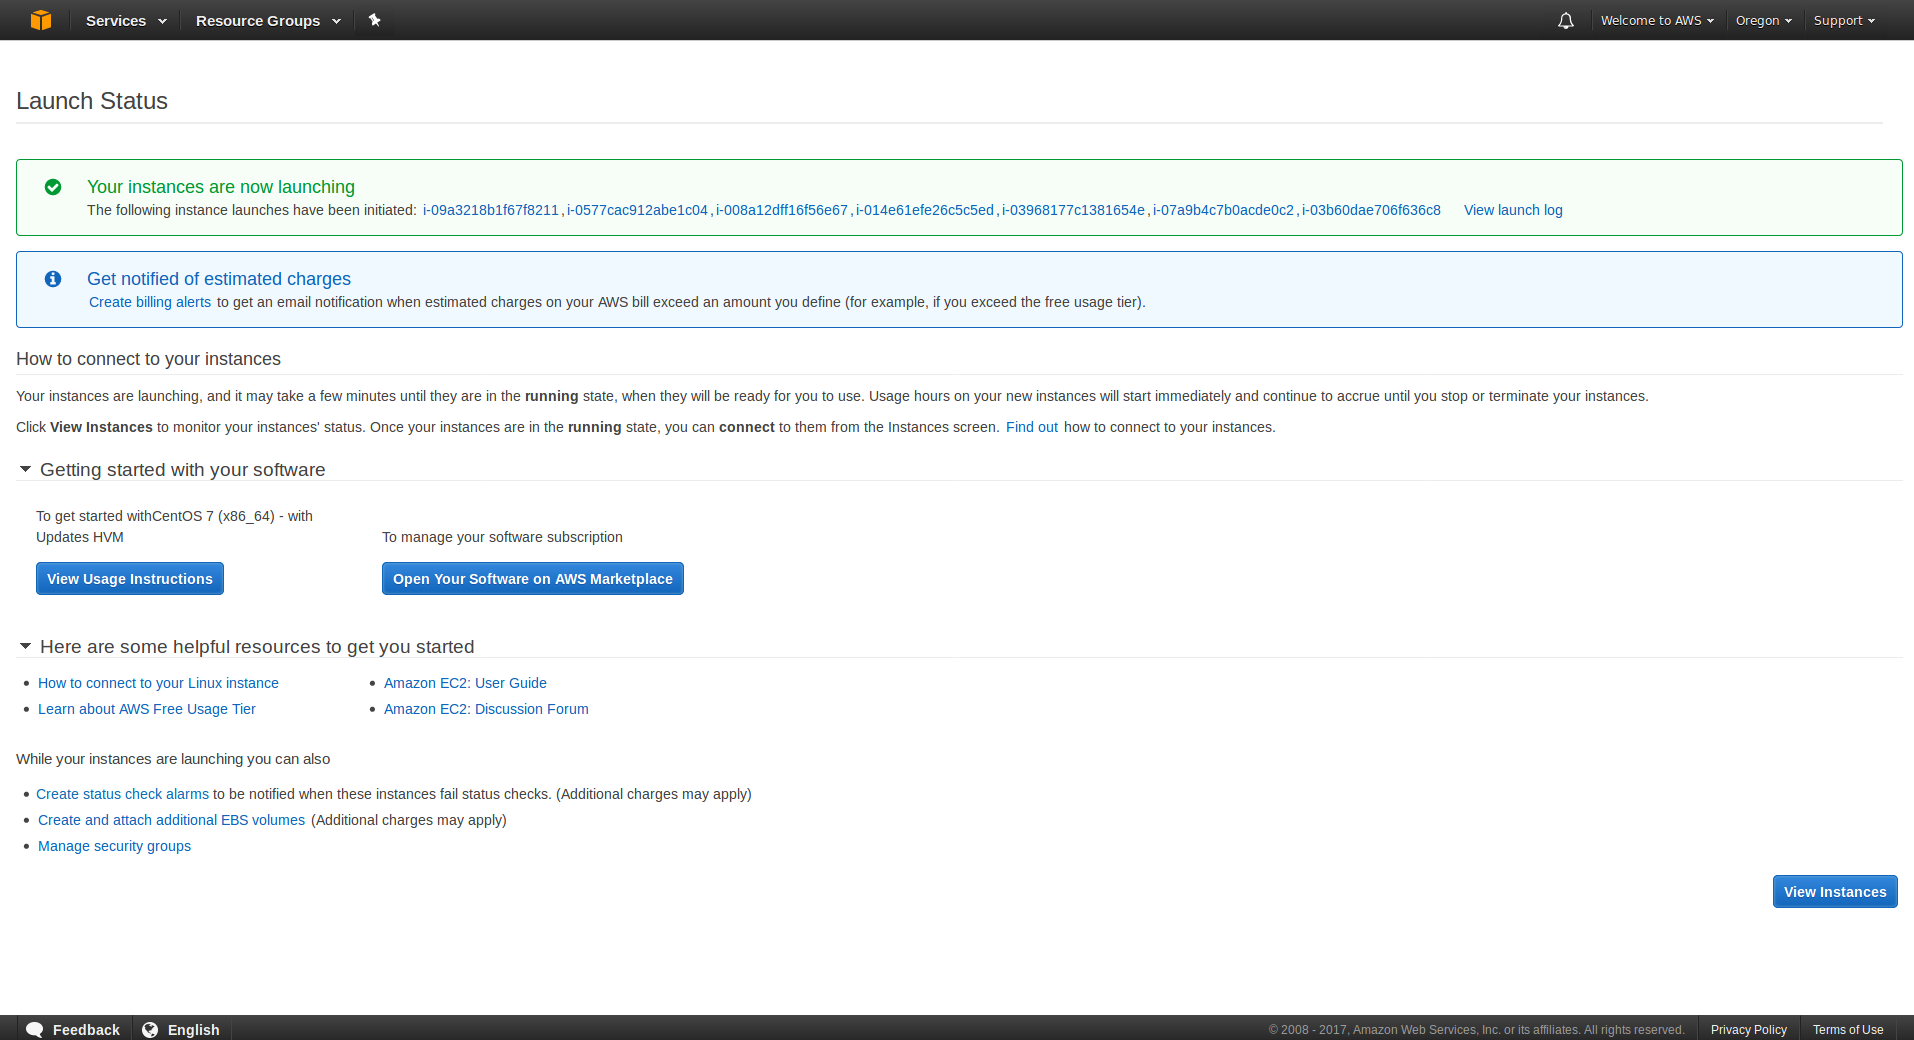 Services Resource Groups Welcome to AWS Oregon Support
Launch Status
Your instances are now launching
The following instance launches have been initiated: i-09a3218b1f67f8211 , i-0577cac912abe1c04 , i-008a12dff16f56e67 , i-014e61efe26c5c5ed , i-03968177c1381654e , i-07a9b4c7b0acde0c2 , i-03b60dae706f636c8 View launch log
Get notified of estimated charges
Create billing alerts to get an email notification when estimated charges on your AWS bill exceed an amount you define (for example, if you exceed the free usage tier).
How to connect to your instances
Your instances are launching, and it may take a few minutes until they are in the running state, when they will be ready for you to use. Usage hours on your new instances will start immediately and continue to accrue until you stop or terminate your instances.
Click View Instances to monitor your instances' status. Once your instances are in the running state, you can connect to them from the Instances screen. Find out how to connect to your instances.
Getting started with your software
To get started withCentOS 7 (x86_64) - with
Updates HVM
To manage your software subscription
View Usage Instructions
Open Your Software on AWS Marketplace
Here are some helpful resources to get you started
How to connect to your Linux instance
Amazon EC2: User Guide
Learn about AWS Free Usage Tier
Amazon EC2: Discussion Forum
While your instances are launching you can also
Create status check alarms to be notified when these instances fail status checks. (Additional charges may apply)
Create and attach additional EBS volumes (Additional charges may apply)
Manage security groups
View Instances
Feedback English © 2008 - 2017, Amazon Web Services, Inc. or its affiliates. All rights reserved. Privacy Policy Terms of Use